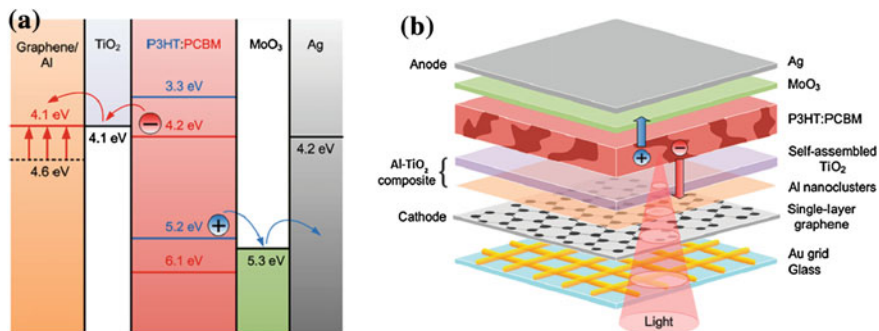 (a)
Graphene/
Al
TiO₂
P3HT:PCBM
MoO₃
Ag
3.3 eV
4.1 eV
4.2 eV
4.1 eV
4.2 eV
4.6 eV
5.2 eV
5.3 eV
6.1 eV
(b)
Anode
Ag
MoO₃
P3HT:PCBM
Al-TiO₂
composite
Self-assembled
TiO₂
Al nanoclusters
Cathode
Single-layer
graphene
Au grid
Glass
Light